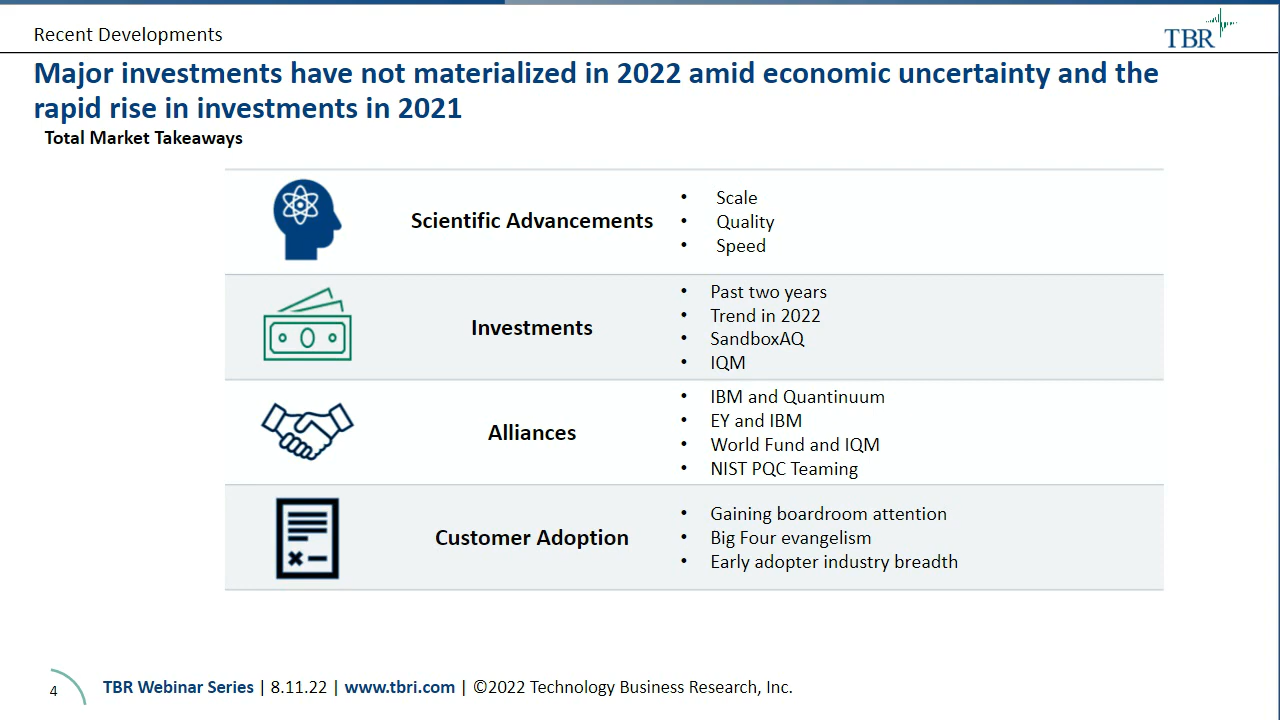 Recent Developments
TBR
Major investments have not materialized in 2022 amid economic uncertainty and the
rapid rise in investments in 2021
Total Market Takeaways
Scientific Advancements
• Scale
• Quality
• Speed
Investments
• Past two years
• Trend in 2022
• SandboxAQ
• IQM
Alliances
• IBM and Quantinuum
• EY and IBM
• World Fund and IQM
• NIST PQC Teaming
Customer Adoption
• Gaining boardroom attention
• Big Four evangelism
• Early adopter industry breadth
4
TBR Webinar Series | 8.11.22 | www.tbri.com | ©2022 Technology Business Research, Inc.